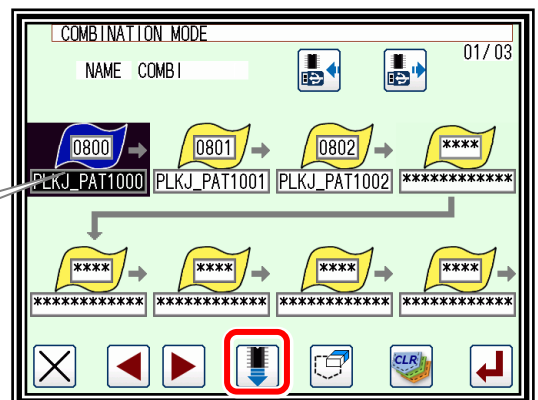 COMBINATION MODE
01/03
NAME COMBI
0800 0801 0802 ****
PLKJ_PAT1000 PLKJ_PAT1001 PLKJ_PAT1002 ************
**** **** **** ****
************ ************ ************ ************
CLR